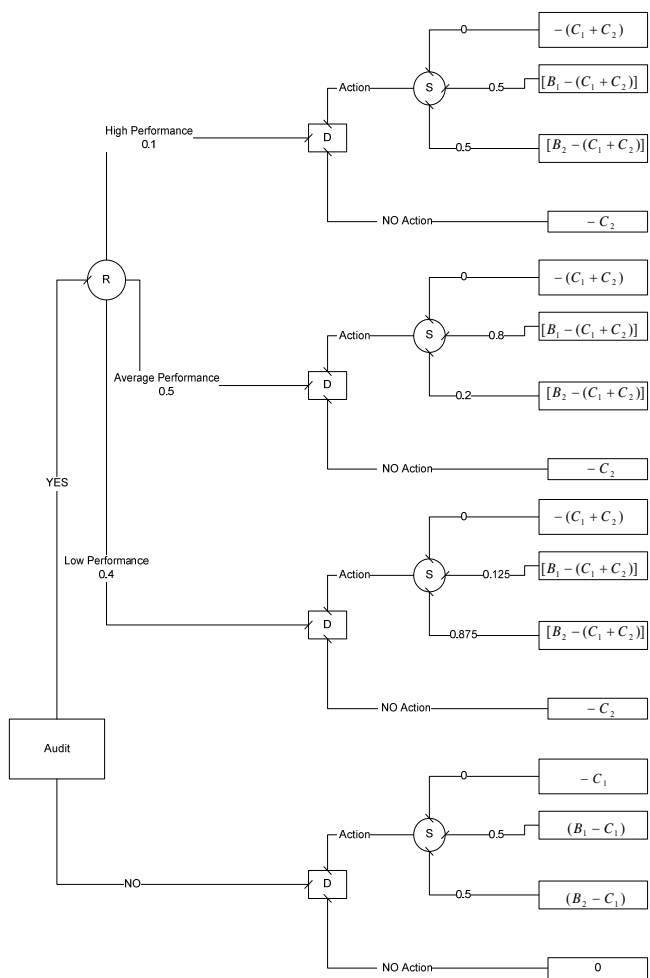 0
− (C₁ + C₂)
Action
S
0.5
[B₁ − (C₁ + C₂)]
High Performance
0.1
D
0.5
[B₂ − (C₁ + C₂)]
NO Action
− C₂
R
0
− (C₁ + C₂)
Action
S
0.8
[B₁ − (C₁ + C₂)]
Average Performance
0.5
D
0.2
[B₂ − (C₁ + C₂)]
NO Action
− C₂
YES
0
− (C₁ + C₂)
Low Performance
0.4
Action
S
0.125
[B₁ − (C₁ + C₂)]
D
0.875
[B₂ − (C₁ + C₂)]
NO Action
− C₂
Audit
0
− C₁
Action
S
0.5
(B₁ − C₁)
NO
D
0.5
(B₂ − C₁)
NO Action
0